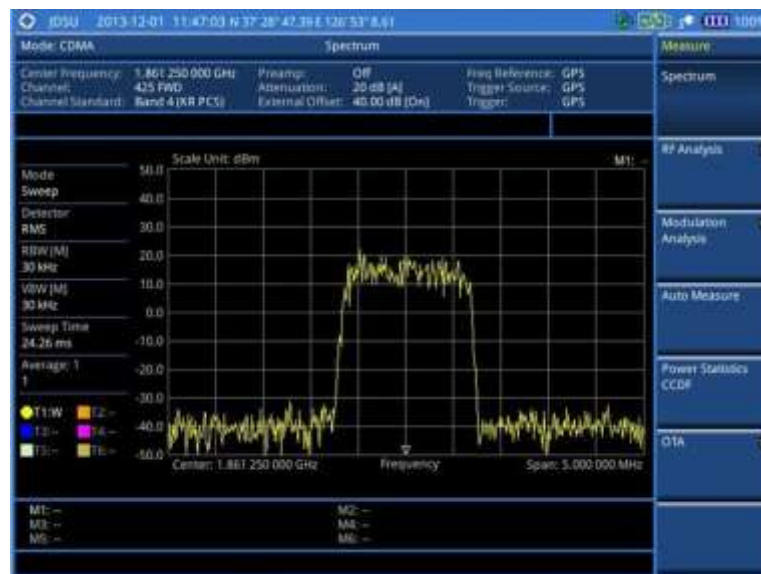 JDSU 2013-12-01 11:47:03 N 37° 28' 47.39 E 126° 53' 8.61 100%
Mode: CDMA Spectrum Measure
Center Frequency: 1.861 250 000 GHz Preamp: Off Freq Reference: GPS
Channel: 425 FWD Attenuation: 20 dB [A] Trigger Source: GPS
Channel Standard: Band 4 (KR PCS) External Offset: 40.00 dB [On] Trigger: GPS
Spectrum
RF Analysis
Modulation
Analysis
Auto Measure
Power Statistics
CCDF
OTA
Scale Unit: dBm M1: --
Mode
Sweep
Detector
RMS
RBW [M]
30 kHz
VBW [M]
30 kHz
Sweep Time
24.26 ms
Average: 1
1
T1:W T2:--
T3:-- T4:--
T5:-- T6:--
50.0
40.0
30.0
20.0
10.0
0.0
-10.0
-20.0
-30.0
-40.0
-50.0
Center: 1.861 250 000 GHz Frequency Span: 5.000 000 MHz
M1: -- M2: --
M3: -- M4: --
M5: -- M6: --